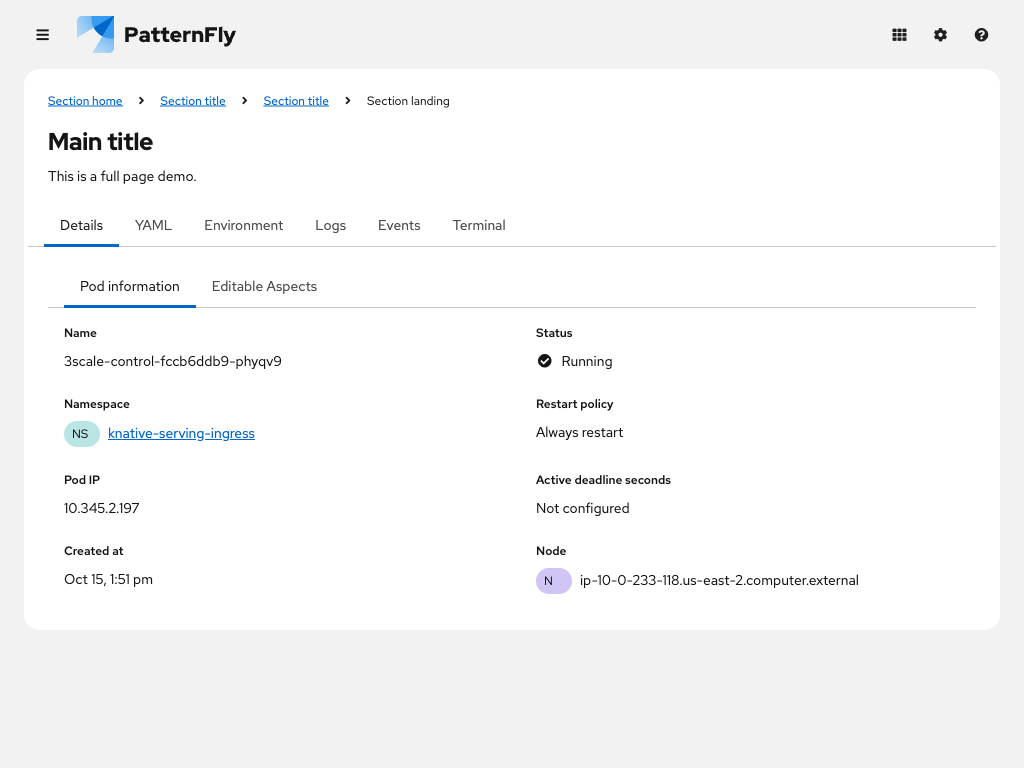 PatternFly
Section home
Section title
Section title
Section landing
Main title
This is a full page demo.
Details
YAML
Environment
Logs
Events
Terminal
Pod information
Editable Aspects
Name
3scale-control-fccb6ddb9-phyqv9
Status
Running
Namespace
NS knative-serving-ingress
Restart policy
Always restart
Pod IP
10.345.2.197
Active deadline seconds
Not configured
Created at
Oct 15, 1:51 pm
Node
N ip-10-0-233-118.us-east-2.computer.external